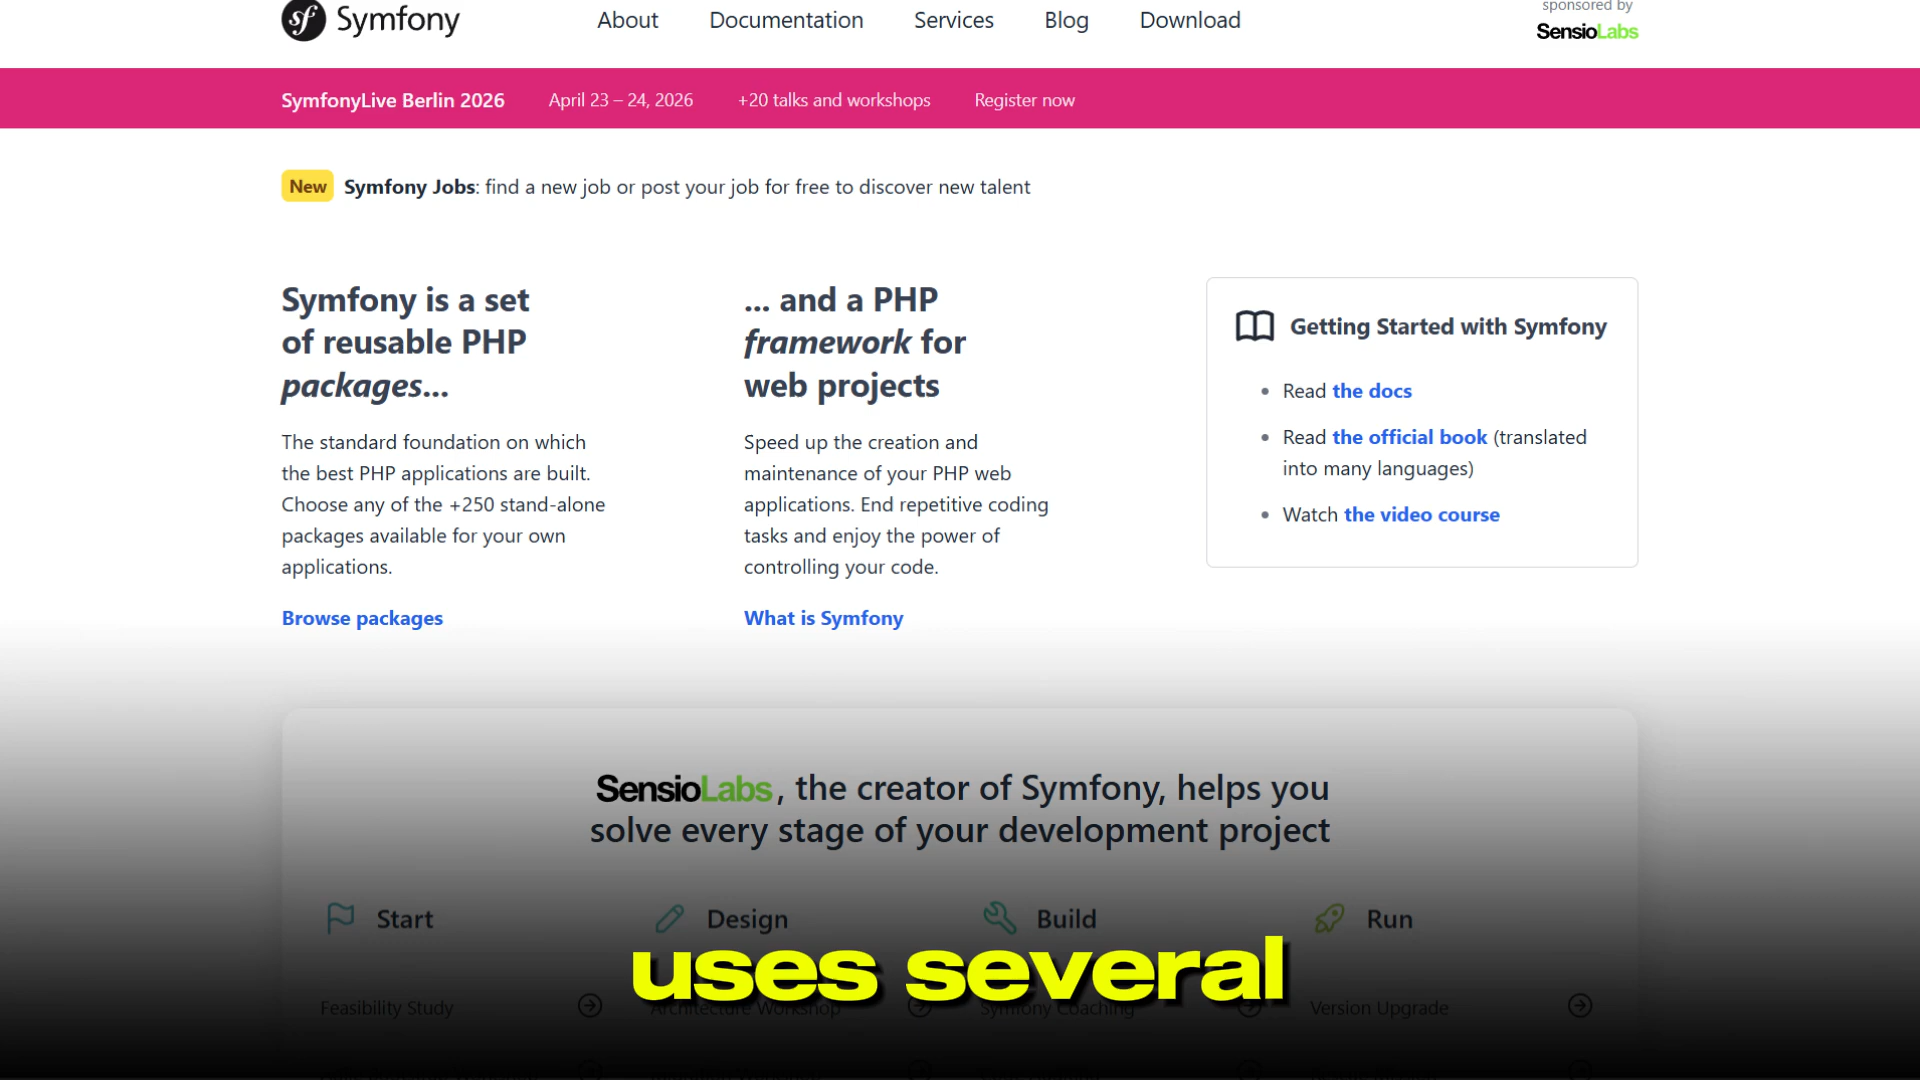 Symfony
About Documentation Services Blog Download
sponsored by
SensioLabs
SymfonyLive Berlin 2026 April 23 – 24, 2026 +20 talks and workshops Register now
New Symfony Jobs: find a new job or post your job for free to discover new talent
Symfony is a set
of reusable PHP
packages...
The standard foundation on which
the best PHP applications are built.
Choose any of the +250 stand-alone
packages available for your own
applications.
Browse packages
... and a PHP
framework for
web projects
Speed up the creation and
maintenance of your PHP web
applications. End repetitive coding
tasks and enjoy the power of
controlling your code.
What is Symfony
Getting Started with Symfony
Read the docs
Read the official book (translated
into many languages)
Watch the video course
SensioLabs, the creator of Symfony, helps you
solve every stage of your development project
Start Design Build Run
uses several
Feasibility Study Architecture Workshop Symfony Coaching Version Upgrade